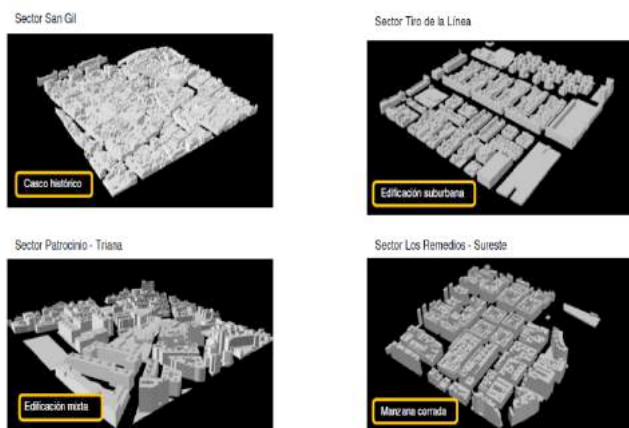 Sector San Gil
Sector Tiro de la Línea
Casco histórico
Edificación suburbana
Sector Patrocinio - Triana
Sector Los Remedios - Sureste
Edificación mixta
Manzana corrada